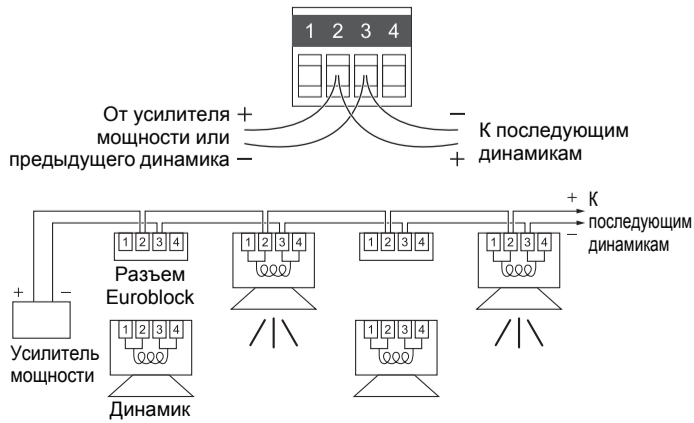 1 2 3 4
От усилителя +
мощности или
предыдущего динамика −
− К последующим
+ динамикам
+ К
последующим
− динамикам
1 2 3 4
1 2 3 4
1 2 3 4
1 2 3 4
Разъем
Euroblock
+ −
1 2 3 4
1 2 3 4
Усилитель
мощности
Динамик